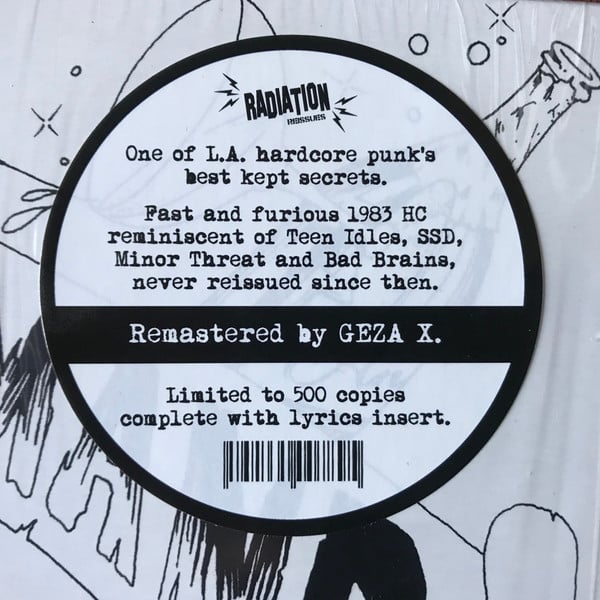 RADIATION
REISSUES
One of L.A. hardcore punk's
best kept secrets.
Fast and furious 1983 HC
reminiscent of Teen Idles, SSD,
Minor Threat and Bad Brains,
never reissued since then.
Remastered by GEZA X.
Limited to 500 copies
complete with lyrics insert.